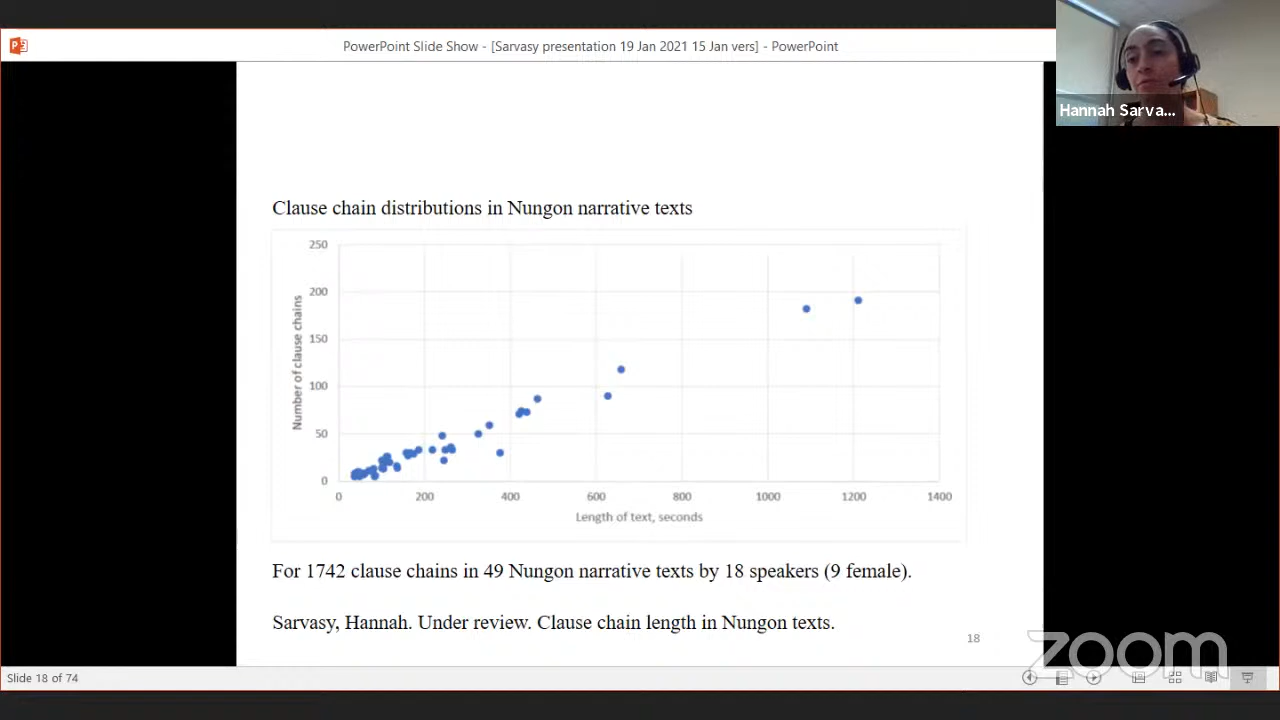 PowerPoint Slide Show - [Sarvasy presentation 19 Jan 2021 15 Jan vers] - PowerPoint
Hannah Sarva...
Clause chain distributions in Nungon narrative texts
250
200
150
100
50
0
Number of clause chains
0 200 400 600 800 1000 1200 1400
Length of text, seconds
For 1742 clause chains in 49 Nungon narrative texts by 18 speakers (9 female).
Sarvasy, Hannah. Under review. Clause chain length in Nungon texts.
18
zoom
Slide 18 of 74